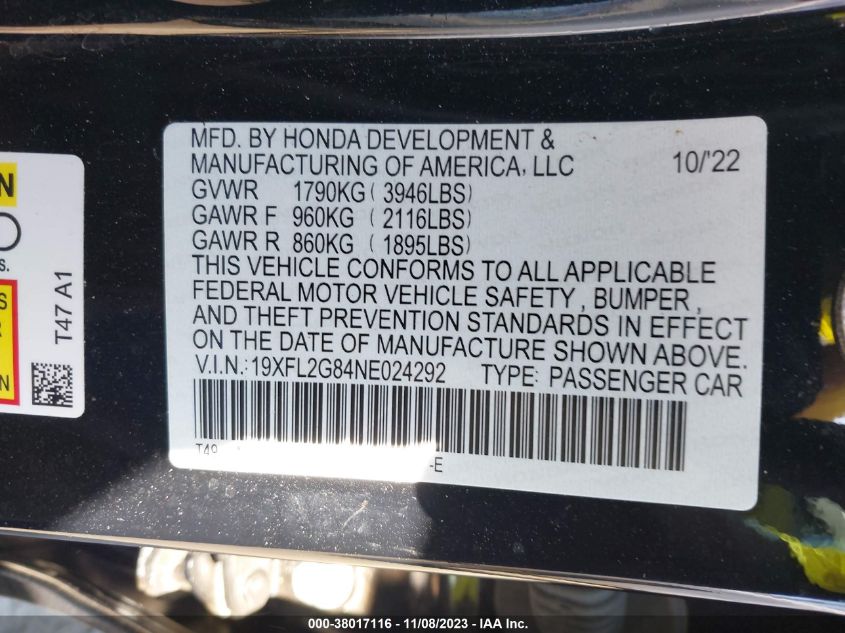 MFD. BY HONDA DEVELOPMENT &
MANUFACTURING OF AMERICA, LLC 10/'22
GVWR 1790KG ( 3946LBS)
GAWR F 960KG ( 2116LBS)
GAWR R 860KG ( 1895LBS)
THIS VEHICLE CONFORMS TO ALL APPLICABLE
FEDERAL MOTOR VEHICLE SAFETY , BUMPER ,
AND THEFT PREVENTION STANDARDS IN EFFECT
ON THE DATE OF MANUFACTURE SHOWN ABOVE.
V.I.N.: 19XFL2G84NE024292 TYPE: PASSENGER CAR
-E
T47 A1
000-38017116 - 11/08/2023 - IAA Inc.